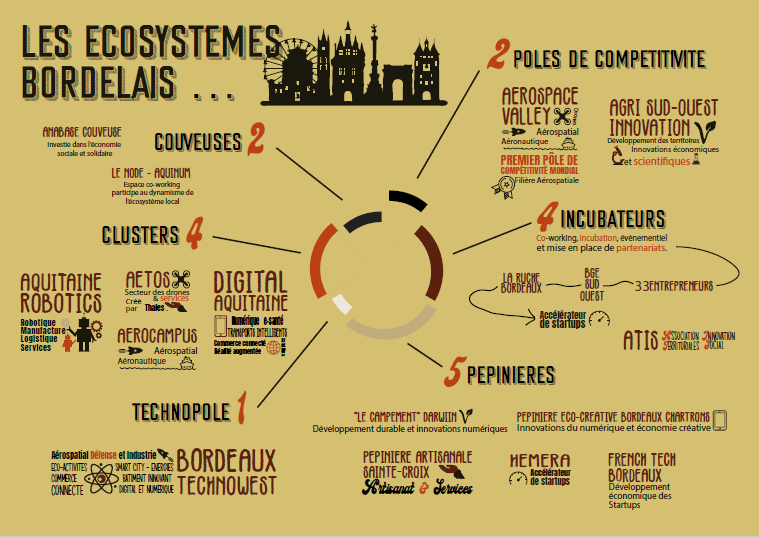 LES ECOSYSTEMES
BORDELAIS ...
2 POLES DE COMPETITIVITE
AEROSPACE
VALLEY
Drones
Aérospatial
Aéronautique
PREMIER PÔLE DE
COMPÉTITIVITÉ MONDIAL
Filière Aérospatiale
AGRI SUD-OUEST
INNOVATION
Développement des territoires
Innovations économiques
et scientifiques
COUVEUSES 2
ANABASE COUVEUSE
Investie dans l'économie
sociale et solidaire
LE NODE - AQUINUM
Espace co-working
participe au dynamisme de
l'écosystème local
4 INCUBATEURS
Co-working, incubation, évènementiel
et mise en place de partenariats.
LA RUCHE
BORDEAUX
BGE
SUD
OUEST
33ENTREPRENEURS
Accélérateur
de startups
ATIS ASSOCIATION INNOVATION
TERRITORIALES SOCIAL
CLUSTERS 4
AQUITAINE
ROBOTICS
Robotique
Manufacture
Logistique
Services
AETOS
Secteur des drones
& services
Créé
par Thales
AEROCAMPUS
Aérospatial
Aéronautique
DIGITAL
AQUITAINE
Numérique e-santé
TRANSPORTS INTELLIGENTS
Commerce connecté
Réalité augmentée
5 PEPINIERES
"LE CAMPEMENT" DARWIIN
Développement durable et innovations numériques
PEPINIERE ECO-CREATIVE BORDEAUX CHARTRONS
Innovations du numérique et économie créative
PEPINIERE ARTISANALE
SAINTE-CROIX
Artisanat & Services
HEMERA
Accélérateur
de startups
FRENCH TECH
BORDEAUX
Développement
économique des
Startups
TECHNOPOLE 1
Aérospatial Défense et Industrie
ECO-ACTIVITES SMART CITY - ENERGIES
COMMERCE BATIMENT INNOVANT
CONNECTE DIGITAL ET NUMERIQUE
BORDEAUX
TECHNOWEST